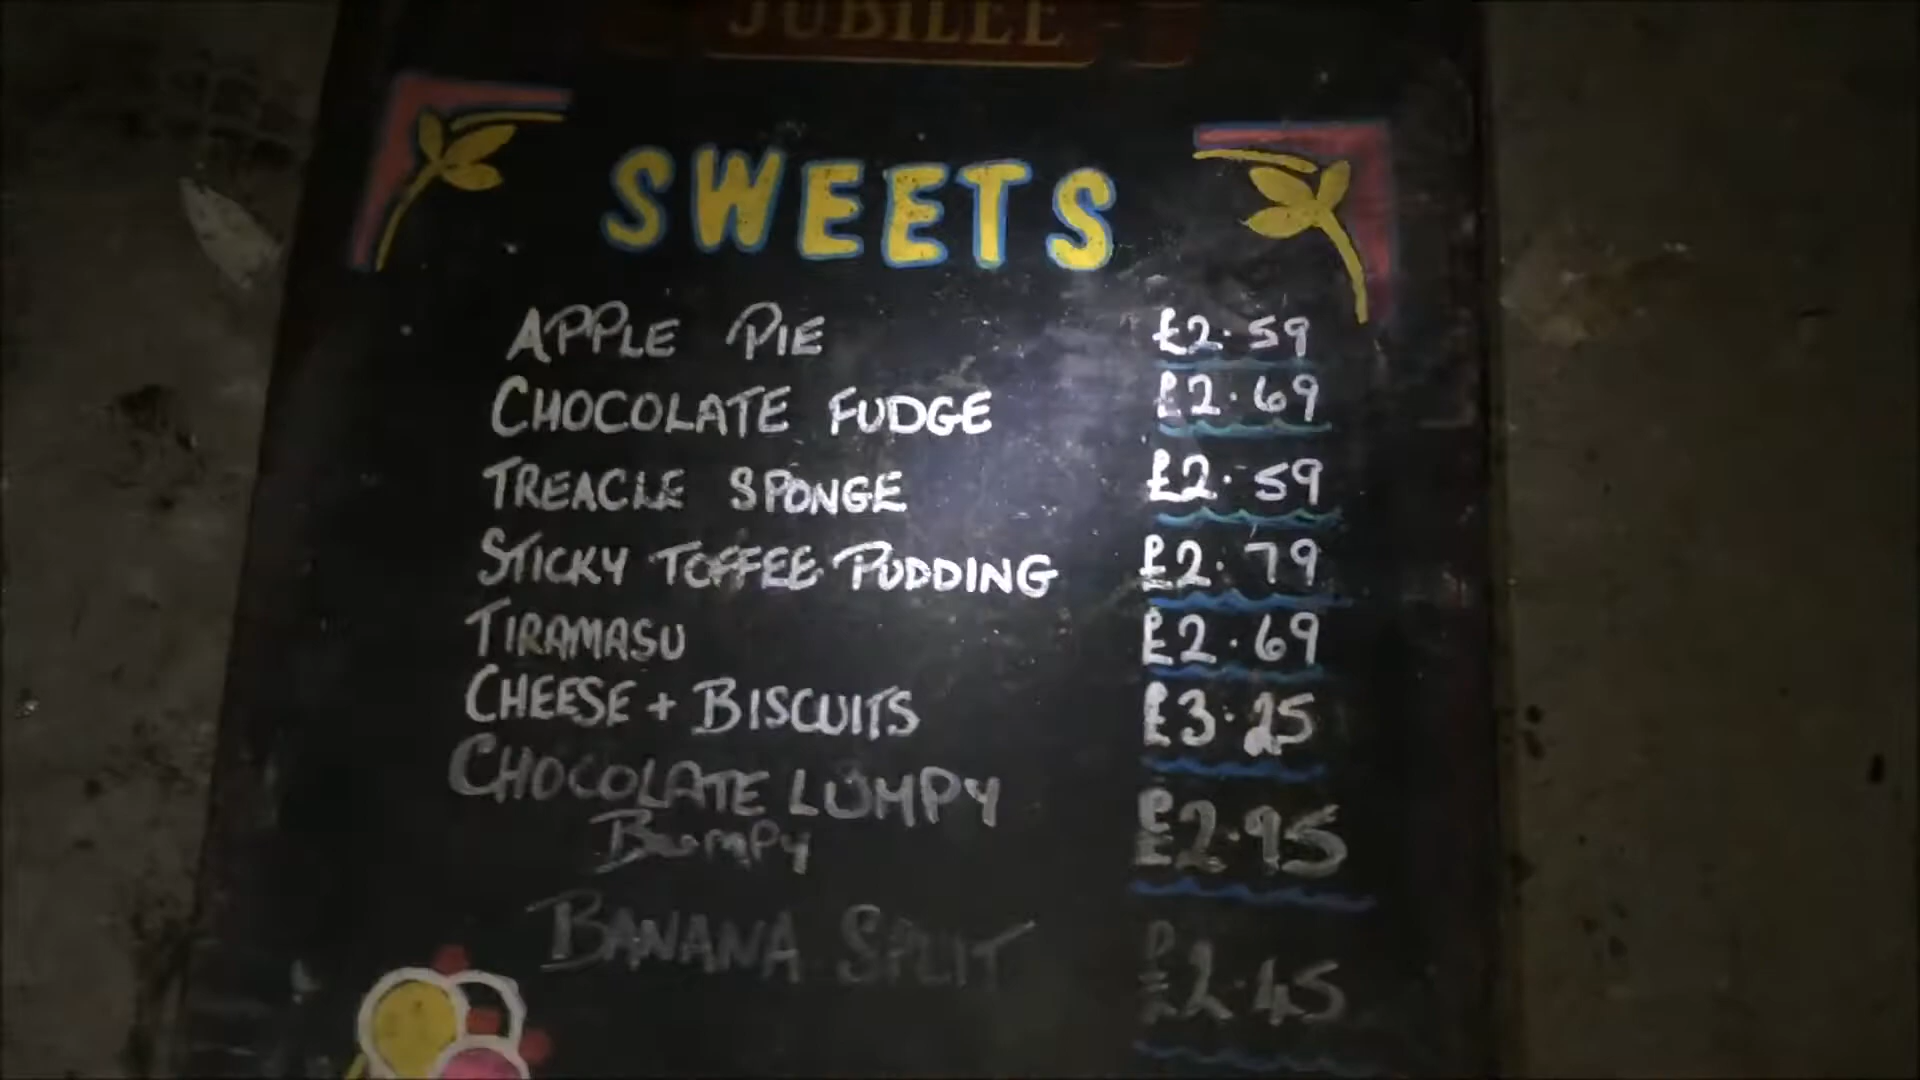 JUBILEE
SWEETS
APPLE PIE £2.59
CHOCOLATE FUDGE £2.69
TREACLE SPONGE £2.59
STICKY TOFFEE PUDDING £2.79
TIRAMASU £2.69
CHEESE + BISCUITS £3.25
CHOCOLATE LUMPY £2.95
BUMPY
BANANA SPLIT £2.45